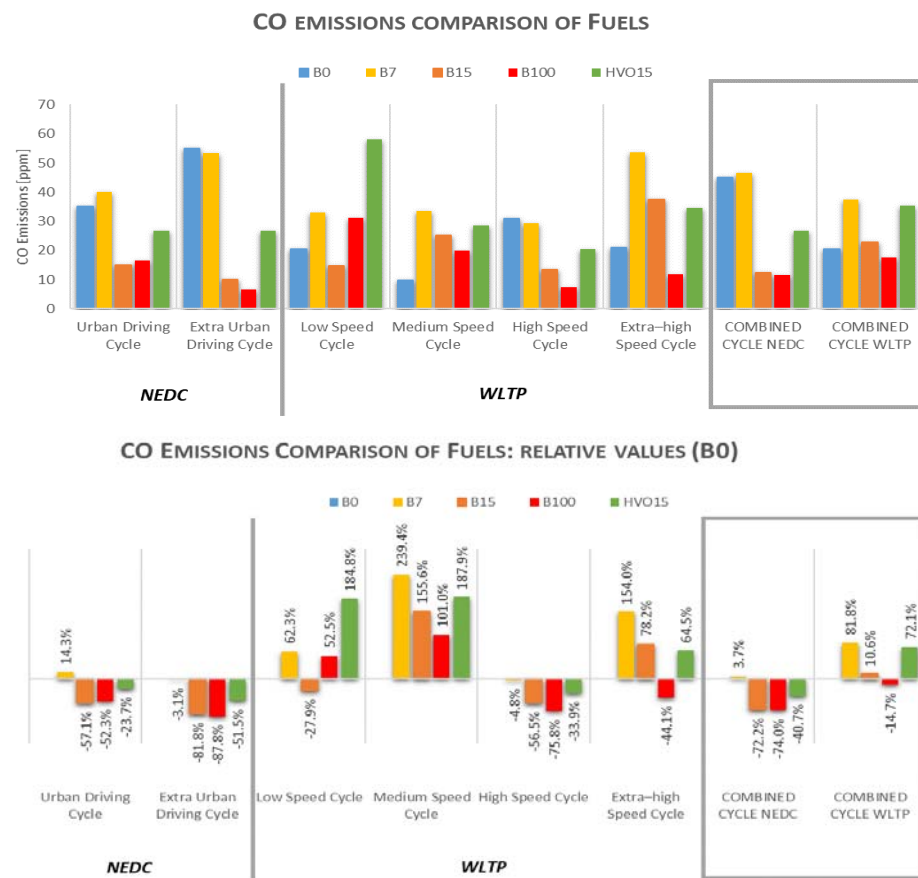 CO EMISSIONS COMPARISON OF FUELS
B0 B7 B15 B100 HVO15
CO Emissions [ppm]
70
60
50
40
30
20
10
0
Urban Driving Cycle
Extra Urban Driving Cycle
Low Speed Cycle
Medium Speed Cycle
High Speed Cycle
Extra–high Speed Cycle
COMBINED CYCLE NEDC
COMBINED CYCLE WLTP
NEDC
WLTP
CO EMISSIONS COMPARISON OF FUELS: RELATIVE VALUES (B0)
B0 B7 B15 B100 HVO15
14.3%
-57.1%
-52.3%
-23.7%
-3.1%
-81.8%
-87.8%
-51.5%
62.3%
-27.9%
52.5%
184.8%
239.4%
155.6%
101.0%
187.9%
-4.8%
-56.5%
-75.8%
-33.9%
154.0%
78.2%
-44.1%
64.5%
3.7%
-72.2%
-74.0%
-40.7%
81.8%
10.6%
-14.7%
72.1%
Urban Driving Cycle
Extra Urban Driving Cycle
Low Speed Cycle
Medium Speed Cycle
High Speed Cycle
Extra–high Speed Cycle
COMBINED CYCLE NEDC
COMBINED CYCLE WLTP
NEDC
WLTP